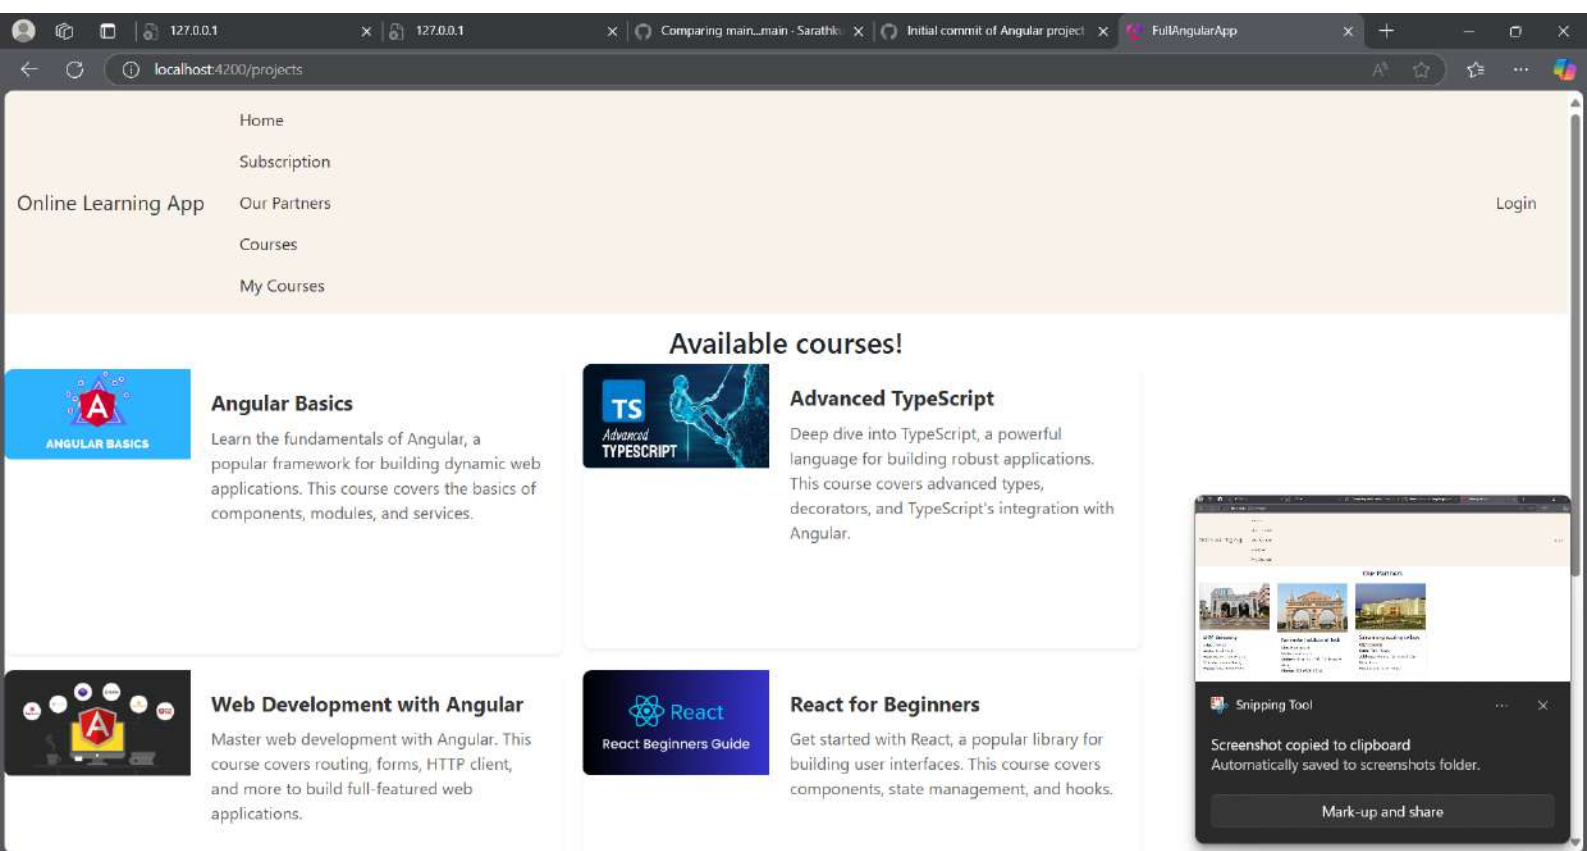 127.0.0.1
127.0.0.1
Comparing main...main · Sarathk
Initial commit of Angular project
FullAngularApp
localhost:4200/projects
Home
Subscription
Online Learning App
Our Partners
Login
Courses
My Courses
Available courses!
ANGULAR BASICS
Angular Basics
Learn the fundamentals of Angular, a
popular framework for building dynamic web
applications. This course covers the basics of
components, modules, and services.
TS
Advanced
TYPESCRIPT
Advanced TypeScript
Deep dive into TypeScript, a powerful
language for building robust applications.
This course covers advanced types,
decorators, and TypeScript's integration with
Angular.
Web Development with Angular
Master web development with Angular. This
course covers routing, forms, HTTP client,
and more to build full-featured web
applications.
React
React Beginners Guide
React for Beginners
Get started with React, a popular library for
building user interfaces. This course covers
components, state management, and hooks.
Our Partners
Snipping Tool
Screenshot copied to clipboard
Automatically saved to screenshots folder.
Mark-up and share